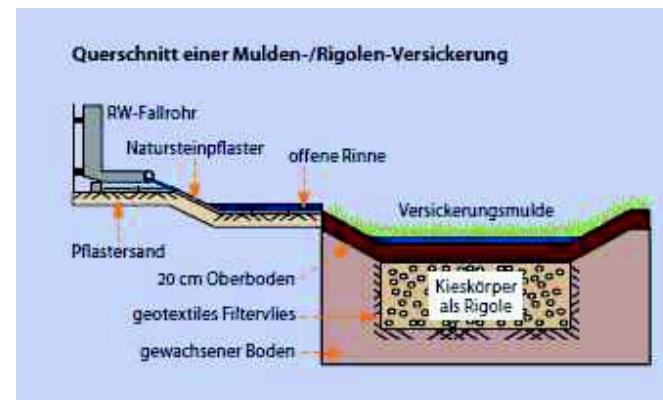 Querschnitt einer Mulden-/Rigolen-Versickerung
RW-Fallrohr
Natursteinpflaster
offene Rinne
Versickerungsmulde
Pflastersand
20 cm Oberboden
Kieskörper
als Rigole
geotextiles Filtervlies
gewachsener Boden